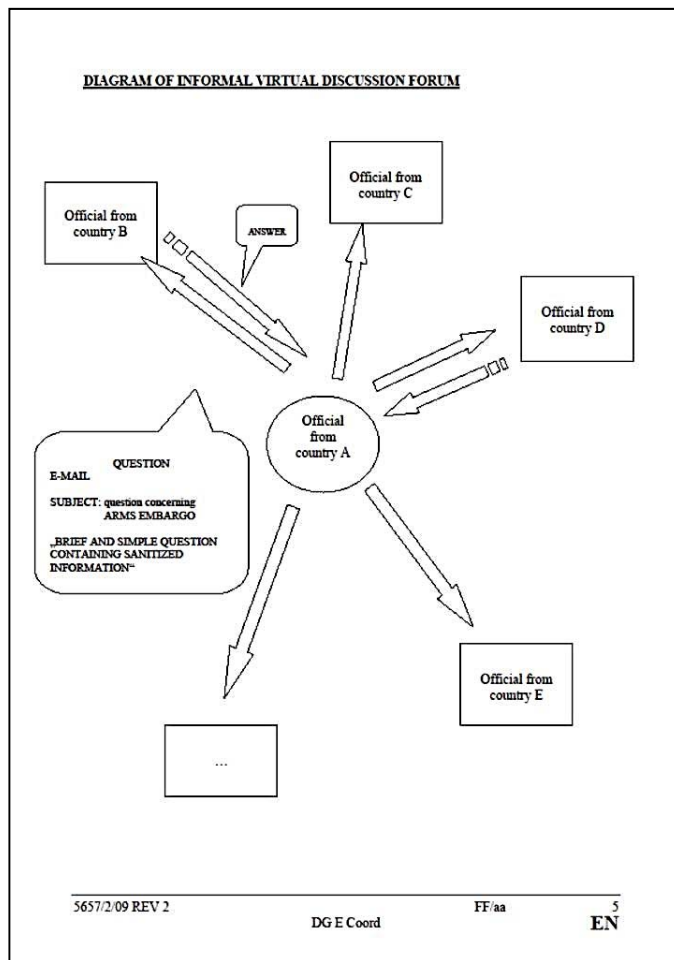 DIAGRAM OF INFORMAL VIRTUAL DISCUSSION FORUM
Official from
country B
ANSWER
Official from
country C
Official from
country D
Official
from
country A
QUESTION
E-MAIL
SUBJECT: question concerning
ARMS EMBARGO
„BRIEF AND SIMPLE QUESTION
CONTAINING SANITIZED
INFORMATION“
Official from
country E
...
5657/2/09 REV 2
FF/aa
5
DG E Coord
EN